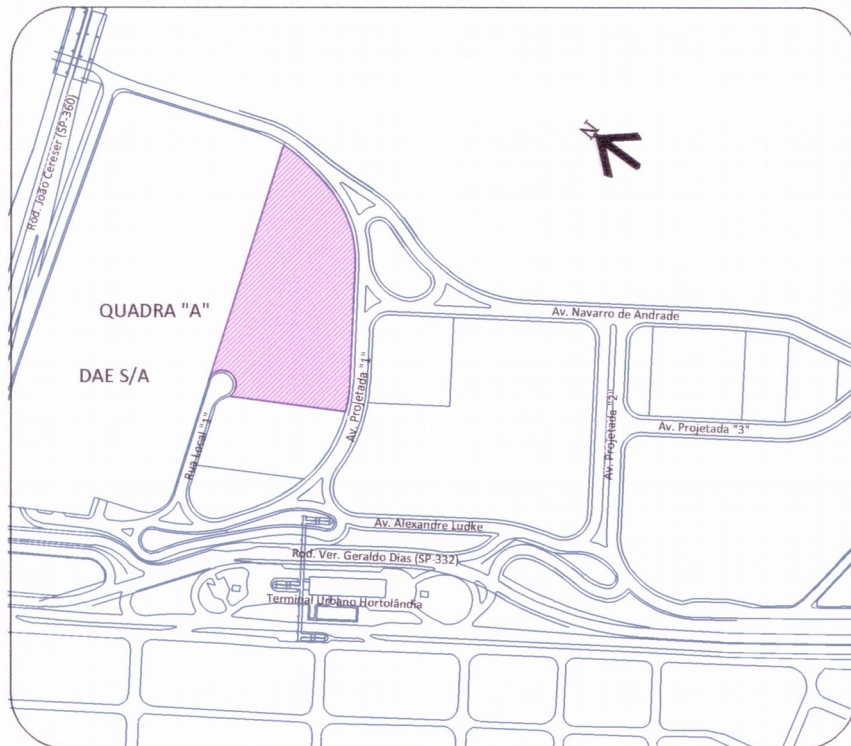 Rod. João Cereser (SP-360)
N
QUADRA "A"
Av. Navarro de Andrade
DAE S/A
Av. Projetada "1"
Av. Projetada "2"
Av. Projetada "3"
Rua Local "1"
Av. Alexandre Ludke
Rod. Ver. Geraldo Dias (SP-332)
Terminal Urbano Hortolândia